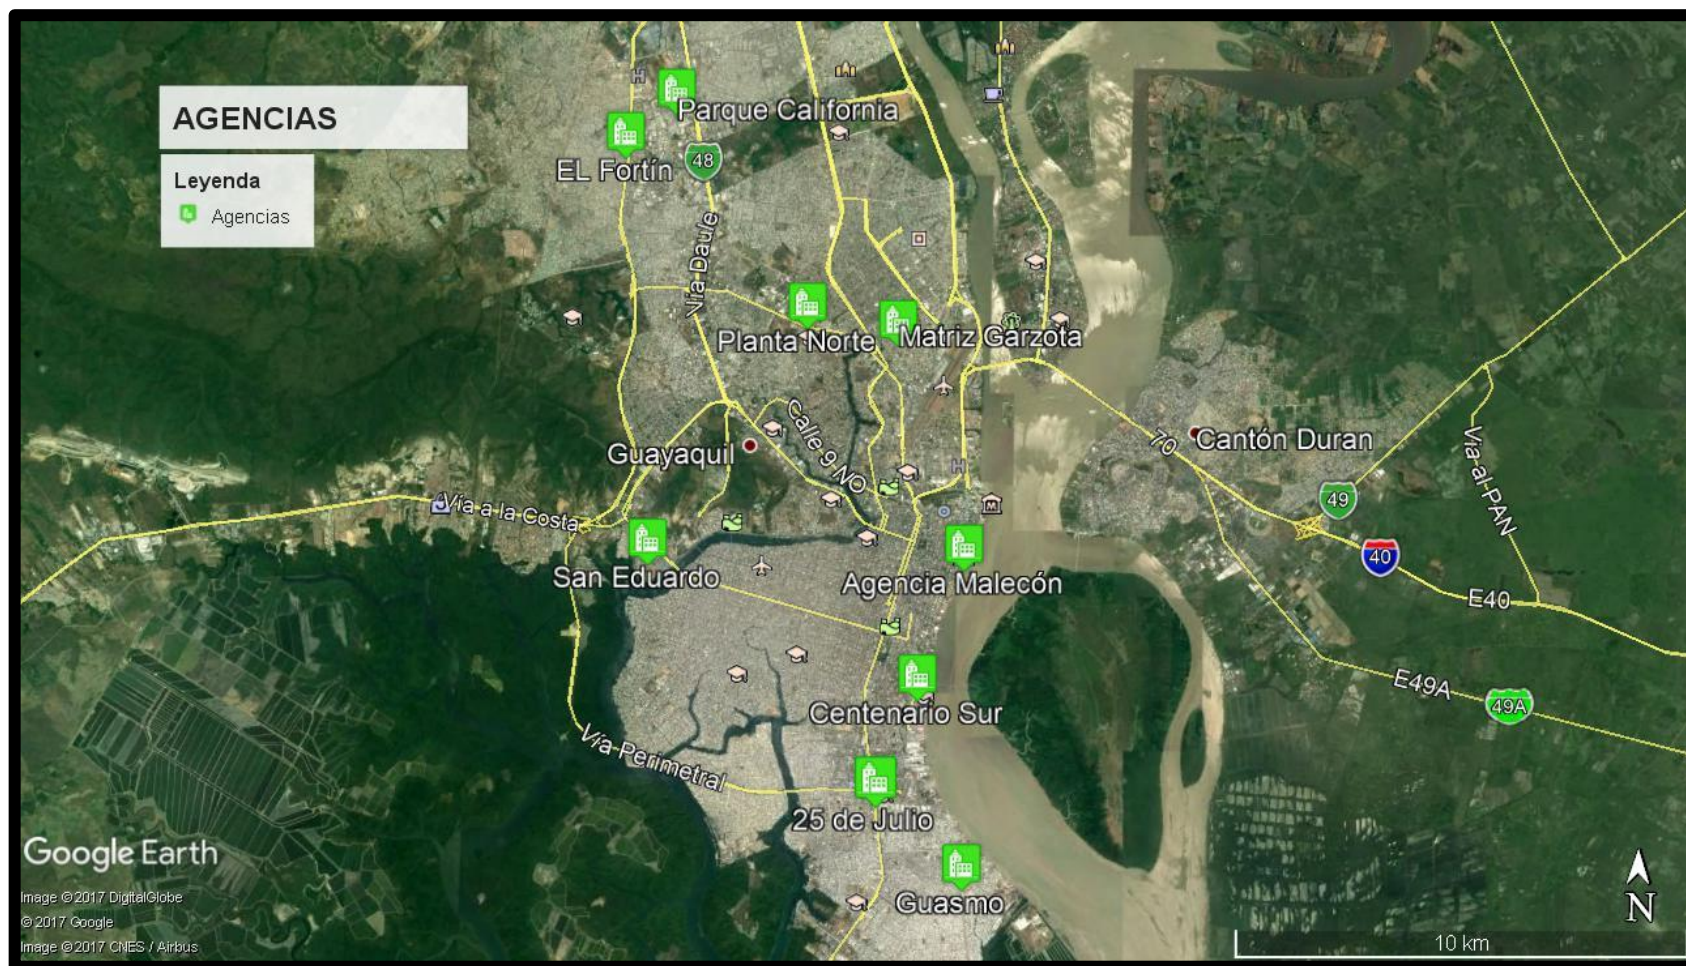 AGENCIAS
Leyenda
Agencias
Parque California
EL Fortín
48
Vía Daule
Planta Norte
Matriz Garzota
Guayaquil
Calle 9 NO
70
Cantón Duran
Vía a la Costa
49
Via al PAN
40
San Eduardo
Agencia Malecón
E40
E49A
49A
Centenario Sur
Vía Perimetral
25 de Julio
Guasmo
Google Earth
Image © 2017 DigitalGlobe
© 2017 Google
Image © 2017 CNES / Airbus
N
10 km
H
H